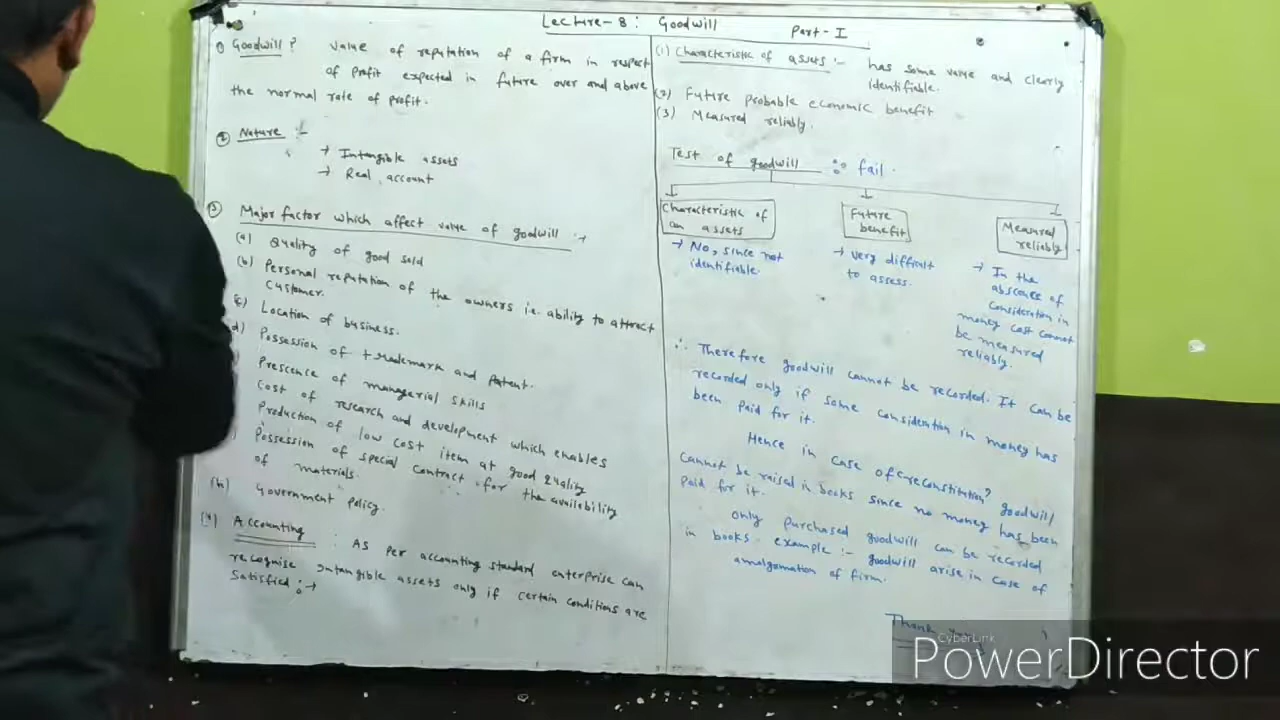 Lecture-8: Goodwill Part-I
① Goodwill? Value of reputation of a firm in respect
of profit expected in future over and above
the normal rate of profit.
② Nature :-
→ Intangible assets
→ Real account
③ Major factor which affect value of goodwill :→
(a) Quality of good sold
(b) Personal reputation of the owners i.e. ability to attract
customer.
(c) Location of business.
d) Possession of trademark and Patent.
Prescence of managerial skills
Cost of research and development which enables
Production of low cost item at good quality
Possession of special contract for the availability
of materials.
(h) Government Policy.
(4) Accounting : As per accounting standard enterprise can
recognise intangible assets only if certain conditions are
satisfied :→
(1) Characteristic of assets :- has some value and clearly
identifiable.
(2) Future probable economic benefit
(3) Measured reliably.
Test of goodwill : fail.
Characteristic of
an assets
→ No, since not
identifiable.
Future
benefit
→ very difficult
to assess.
Measured
reliably
→ In the
abscence of
consideration in
money cost cannot
be measured
reliably.
∴ Therefore goodwill cannot be recorded. It can be
recorded only if some consideration in money has
been paid for it.
Hence in case of reconstitution? goodwill
cannot be raised in books since no money has been
paid for it.
only purchased goodwill can be recorded
in books. example :- goodwill arise in case of
amalgamation of firm.
Thank
CyberLink
PowerDirector